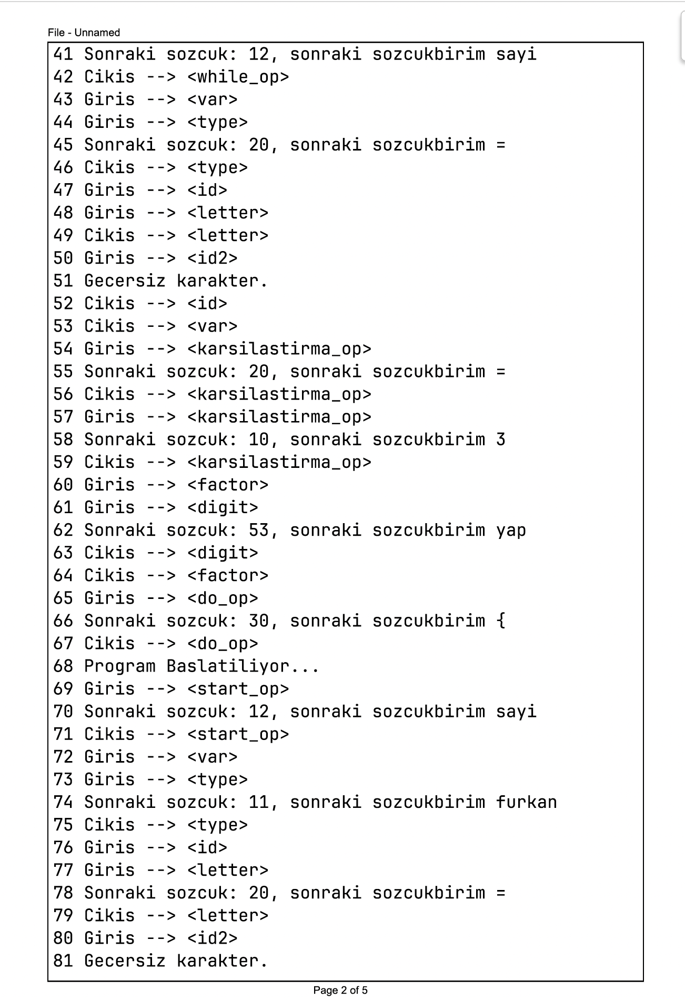 File - Unnamed
41 Sonraki sozcuk: 12, sonraki sozcukbirim sayi
42 Cikis --> <while_op>
43 Giris --> <var>
44 Giris --> <type>
45 Sonraki sozcuk: 20, sonraki sozcukbirim =
46 Cikis --> <type>
47 Giris --> <id>
48 Giris --> <letter>
49 Cikis --> <letter>
50 Giris --> <id2>
51 Gecersiz karakter.
52 Cikis --> <id>
53 Cikis --> <var>
54 Giris --> <karsilastirma_op>
55 Sonraki sozcuk: 20, sonraki sozcukbirim =
56 Cikis --> <karsilastirma_op>
57 Giris --> <karsilastirma_op>
58 Sonraki sozcuk: 10, sonraki sozcukbirim 3
59 Cikis --> <karsilastirma_op>
60 Giris --> <factor>
61 Giris --> <digit>
62 Sonraki sozcuk: 53, sonraki sozcukbirim yap
63 Cikis --> <digit>
64 Cikis --> <factor>
65 Giris --> <do_op>
66 Sonraki sozcuk: 30, sonraki sozcukbirim {
67 Cikis --> <do_op>
68 Program Baslatiliyor...
69 Giris --> <start_op>
70 Sonraki sozcuk: 12, sonraki sozcukbirim sayi
71 Cikis --> <start_op>
72 Giris --> <var>
73 Giris --> <type>
74 Sonraki sozcuk: 11, sonraki sozcukbirim furkan
75 Cikis --> <type>
76 Giris --> <id>
77 Giris --> <letter>
78 Sonraki sozcuk: 20, sonraki sozcukbirim =
79 Cikis --> <letter>
80 Giris --> <id2>
81 Gecersiz karakter.
Page 2 of 5